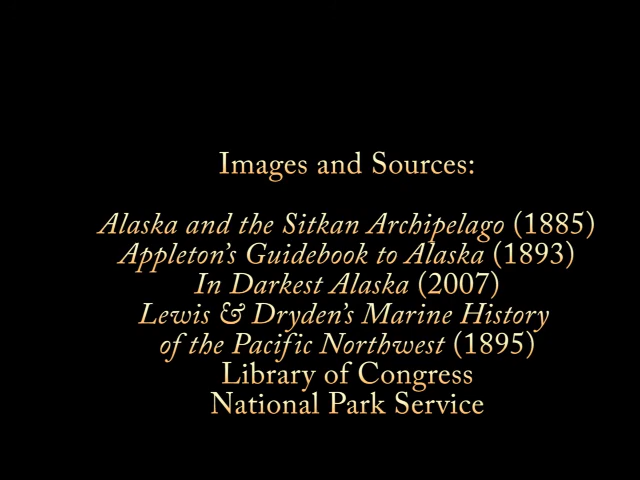 Images and Sources:
Alaska and the Sitkan Archipelago (1885)
Appleton's Guidebook to Alaska (1893)
In Darkest Alaska (2007)
Lewis & Dryden's Marine History
of the Pacific Northwest (1895)
Library of Congress
National Park Service